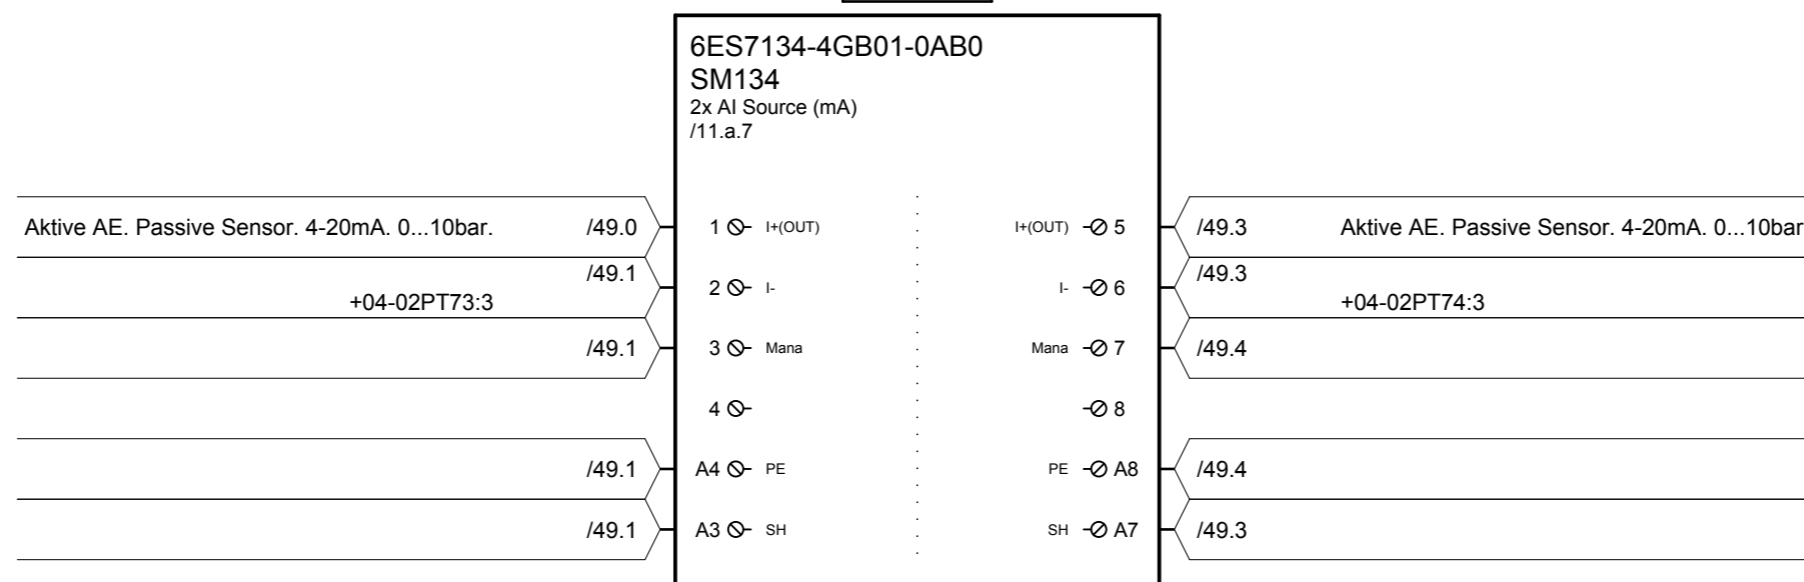 6ES7134-4GB01-0AB0
SM134
2x AI Source (mA)
/11.a.7
Aktive AE. Passive Sensor. 4-20mA. 0...10bar. /49.0 1 I+(OUT) I+(OUT) 5 /49.3 Aktive AE. Passive Sensor. 4-20mA. 0...10bar
/49.1 /49.3
2 I- I- 6
+04-02PT73:3 +04-02PT74:3
/49.1 3 Mana Mana 7 /49.4
4 8
/49.1 A4 PE PE A8 /49.4
/49.1 A3 SH SH A7 /49.3